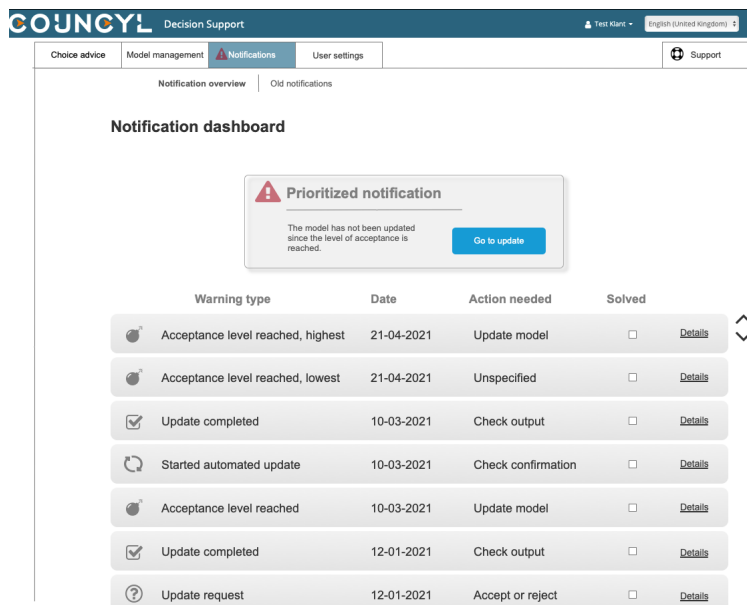 COUNCYL Decision Support Test Klant English (United Kingdom)
Choice advice Model management Notifications User settings Support
Notification overview Old notifications
Notification dashboard
Prioritized notification
The model has not been updated
since the level of acceptance is
reached.
Go to update
Warning type Date Action needed Solved
Acceptance level reached, highest 21-04-2021 Update model Details
Acceptance level reached, lowest 21-04-2021 Unspecified Details
Update completed 10-03-2021 Check output Details
Started automated update 10-03-2021 Check confirmation Details
Acceptance level reached 10-03-2021 Update model Details
Update completed 12-01-2021 Check output Details
Update request 12-01-2021 Accept or reject Details